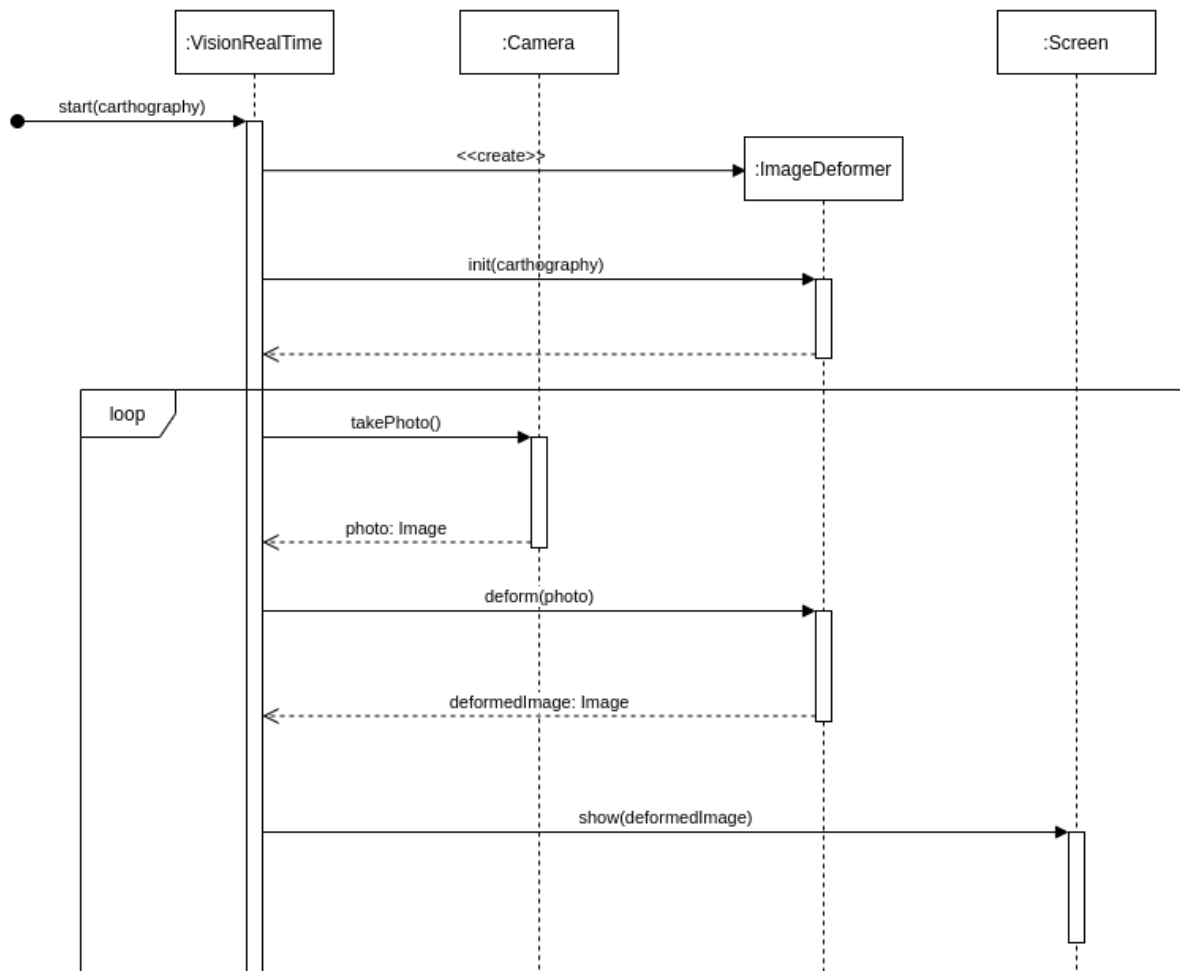 :VisionRealTime
:Camera
:Screen
start(carthography)
<<create>>
:ImageDeformer
init(carthography)
loop
takePhoto()
photo: Image
deform(photo)
deformedImage: Image
show(deformedImage)